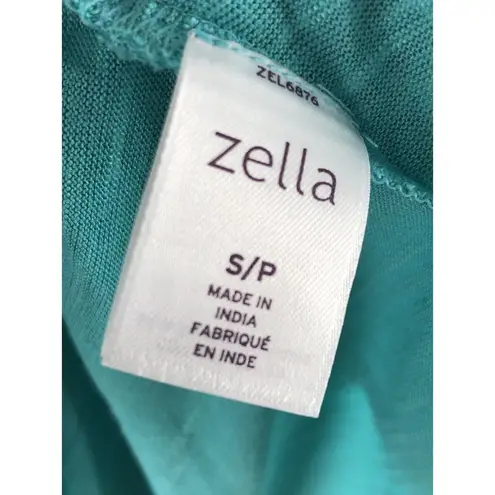 ZEL6876
zella
S/P
MADE IN
INDIA
FABRIQUÉ
EN INDE